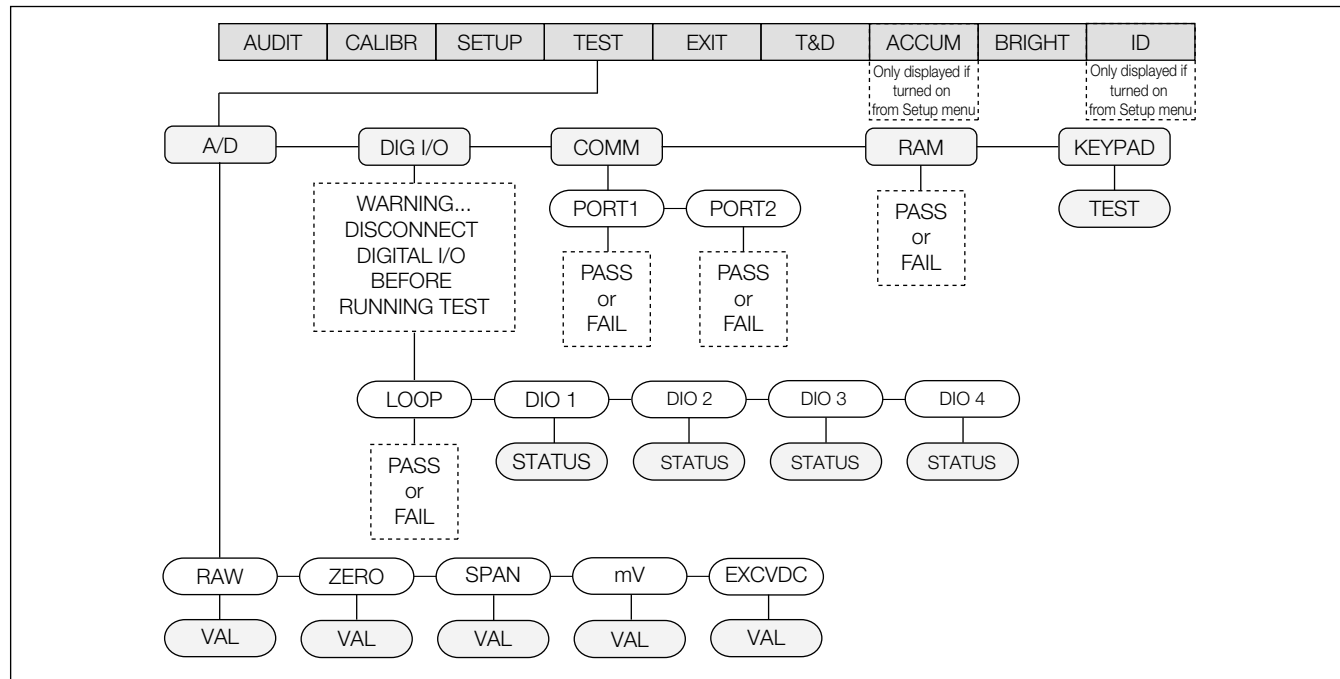 AUDIT CALIBR SETUP TEST EXIT T&D ACCUM BRIGHT ID
Only displayed if
turned on
from Setup menu
Only displayed if
turned on
from Setup menu
A/D DIG I/O COMM RAM KEYPAD
WARNING...
DISCONNECT
DIGITAL I/O
BEFORE
RUNNING TEST
PORT1 PORT2
PASS
or
FAIL
PASS
or
FAIL
PASS
or
FAIL
TEST
LOOP DIO 1 DIO 2 DIO 3 DIO 4
PASS
or
FAIL
STATUS STATUS STATUS STATUS
RAW ZERO SPAN mV EXCVDC
VAL VAL VAL VAL VAL